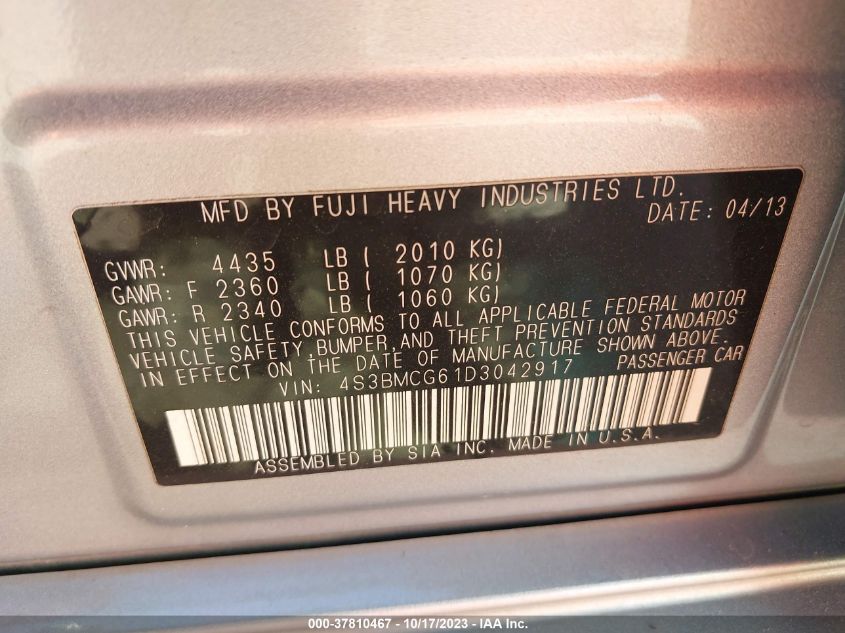 MFD BY FUJI HEAVY INDUSTRIES LTD.
DATE: 04/13
GVWR: 4435 LB ( 2010 KG)
GAWR: F 2360 LB ( 1070 KG)
GAWR: R 2340 LB ( 1060 KG)
THIS VEHICLE CONFORMS TO ALL APPLICABLE FEDERAL MOTOR
VEHICLE SAFETY,BUMPER,AND THEFT PREVENTION STANDARDS
IN EFFECT ON THE DATE OF MANUFACTURE SHOWN ABOVE.
VIN: 4S3BMCG61D3042917 PASSENGER CAR
ASSEMBLED BY SIA INC. MADE IN U.S.A.
000-37810467 - 10/17/2023 - IAA Inc.